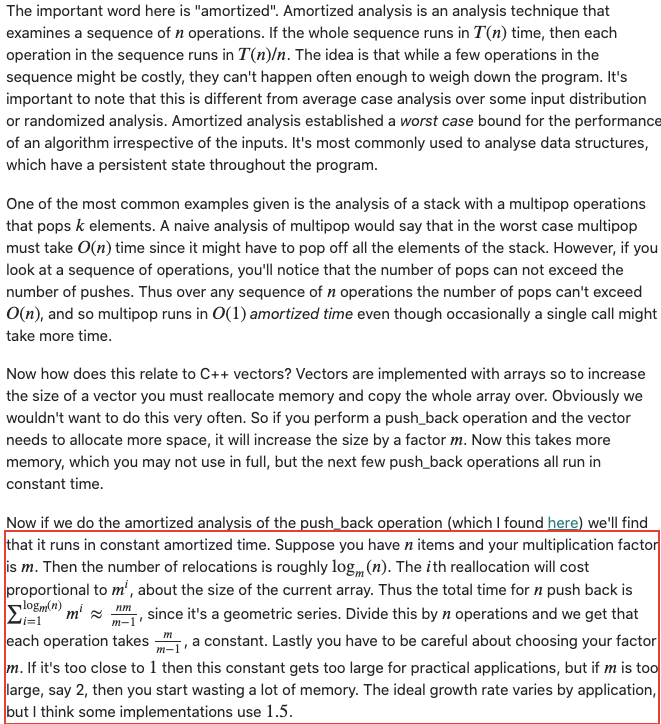 The important word here is "amortized". Amortized analysis is an analysis technique that
examines a sequence of n operations. If the whole sequence runs in T(n) time, then each
operation in the sequence runs in T(n)/n. The idea is that while a few operations in the
sequence might be costly, they can't happen often enough to weigh down the program. It's
important to note that this is different from average case analysis over some input distribution
or randomized analysis. Amortized analysis established a worst case bound for the performance
of an algorithm irrespective of the inputs. It's most commonly used to analyse data structures,
which have a persistent state throughout the program.
One of the most common examples given is the analysis of a stack with a multipop operations
that pops k elements. A naive analysis of multipop would say that in the worst case multipop
must take O(n) time since it might have to pop off all the elements of the stack. However, if you
look at a sequence of operations, you'll notice that the number of pops can not exceed the
number of pushes. Thus over any sequence of n operations the number of pops can't exceed
O(n), and so multipop runs in O(1) amortized time even though occasionally a single call might
take more time.
Now how does this relate to C++ vectors? Vectors are implemented with arrays so to increase
the size of a vector you must reallocate memory and copy the whole array over. Obviously we
wouldn't want to do this very often. So if you perform a push_back operation and the vector
needs to allocate more space, it will increase the size by a factor m. Now this takes more
memory, which you may not use in full, but the next few push_back operations all run in
constant time.
Now if we do the amortized analysis of the push_back operation (which I found here) we'll find
that it runs in constant amortized time. Suppose you have n items and your multiplication factor
is m. Then the number of relocations is roughly log_m(n). The ith reallocation will cost
proportional to m^i, about the size of the current array. Thus the total time for n push back is
∑_{i=1}^{log_m(n)} m^i ≈ nm/(m−1), since it's a geometric series. Divide this by n operations and we get that
each operation takes m/(m−1), a constant. Lastly you have to be careful about choosing your factor
m. If it's too close to 1 then this constant gets too large for practical applications, but if m is too
large, say 2, then you start wasting a lot of memory. The ideal growth rate varies by application,
but I think some implementations use 1.5.